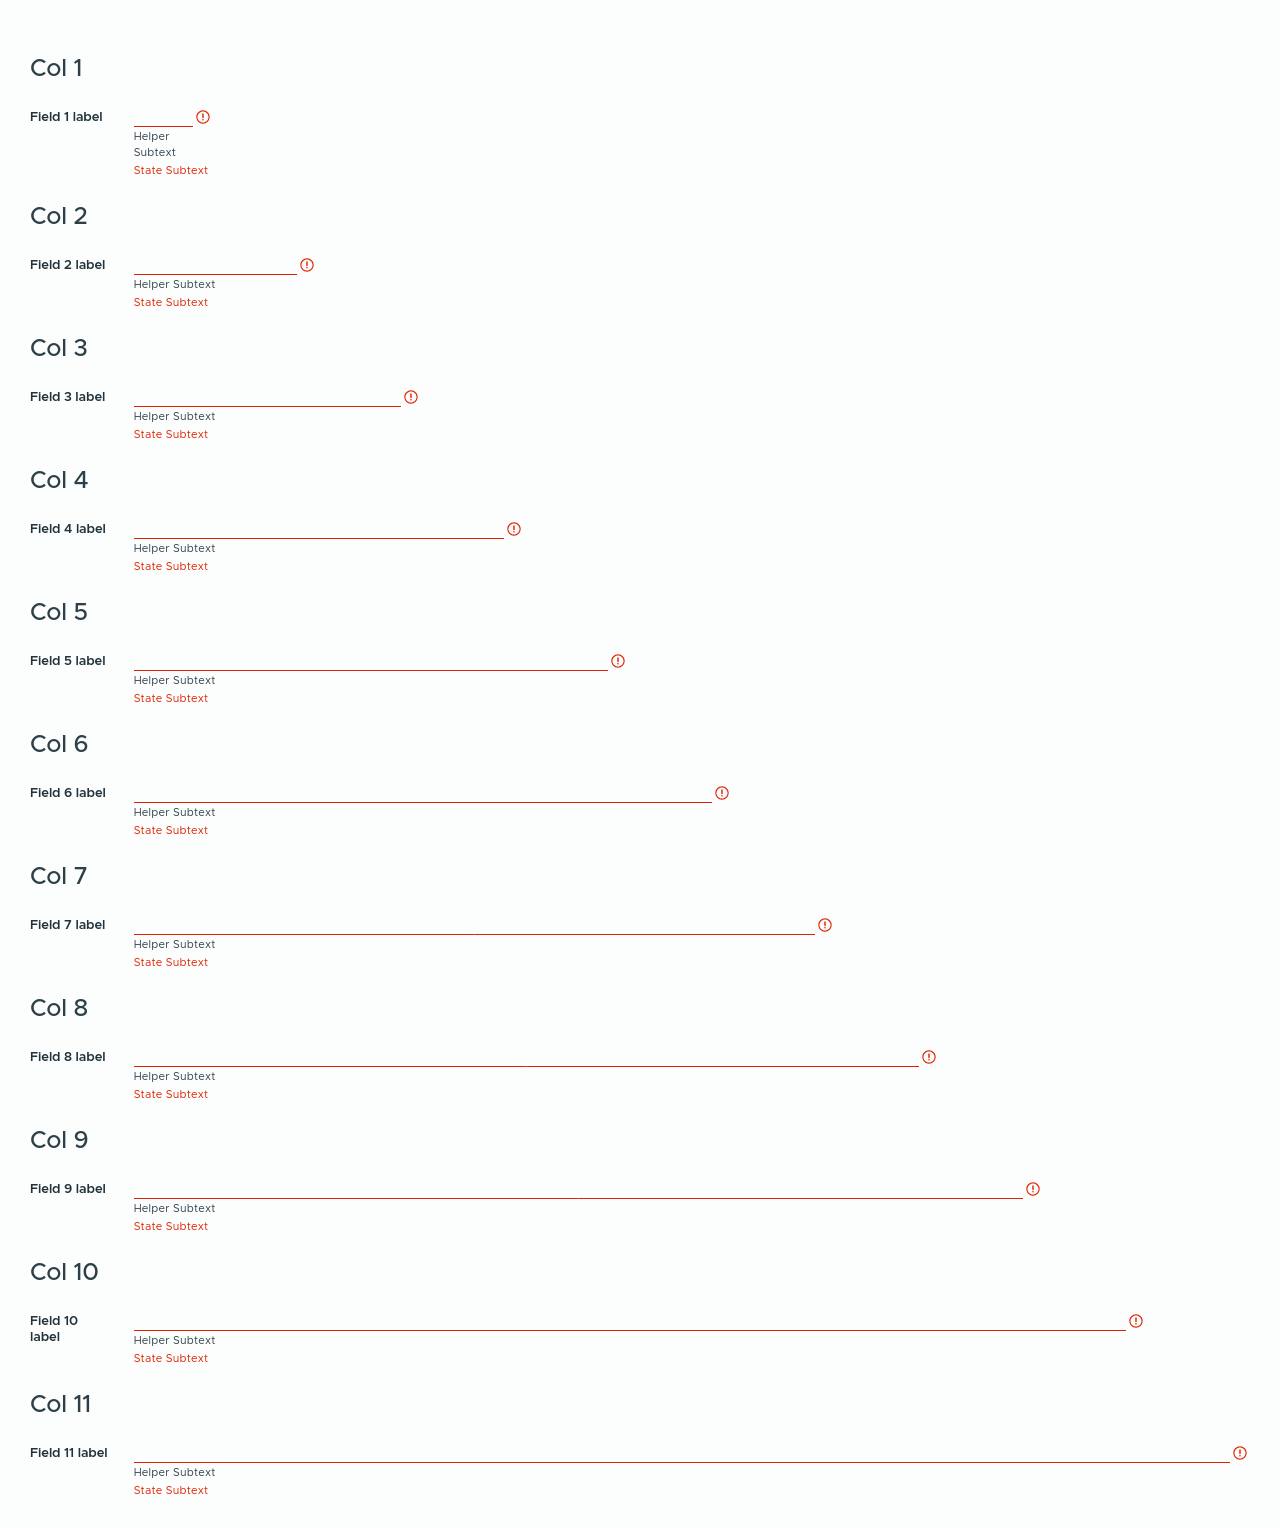 Col 1
Field 1 label
Helper
Subtext
State Subtext
Col 2
Field 2 label
Helper Subtext
State Subtext
Col 3
Field 3 label
Helper Subtext
State Subtext
Col 4
Field 4 label
Helper Subtext
State Subtext
Col 5
Field 5 label
Helper Subtext
State Subtext
Col 6
Field 6 label
Helper Subtext
State Subtext
Col 7
Field 7 label
Helper Subtext
State Subtext
Col 8
Field 8 label
Helper Subtext
State Subtext
Col 9
Field 9 label
Helper Subtext
State Subtext
Col 10
Field 10
label
Helper Subtext
State Subtext
Col 11
Field 11 label
Helper Subtext
State Subtext